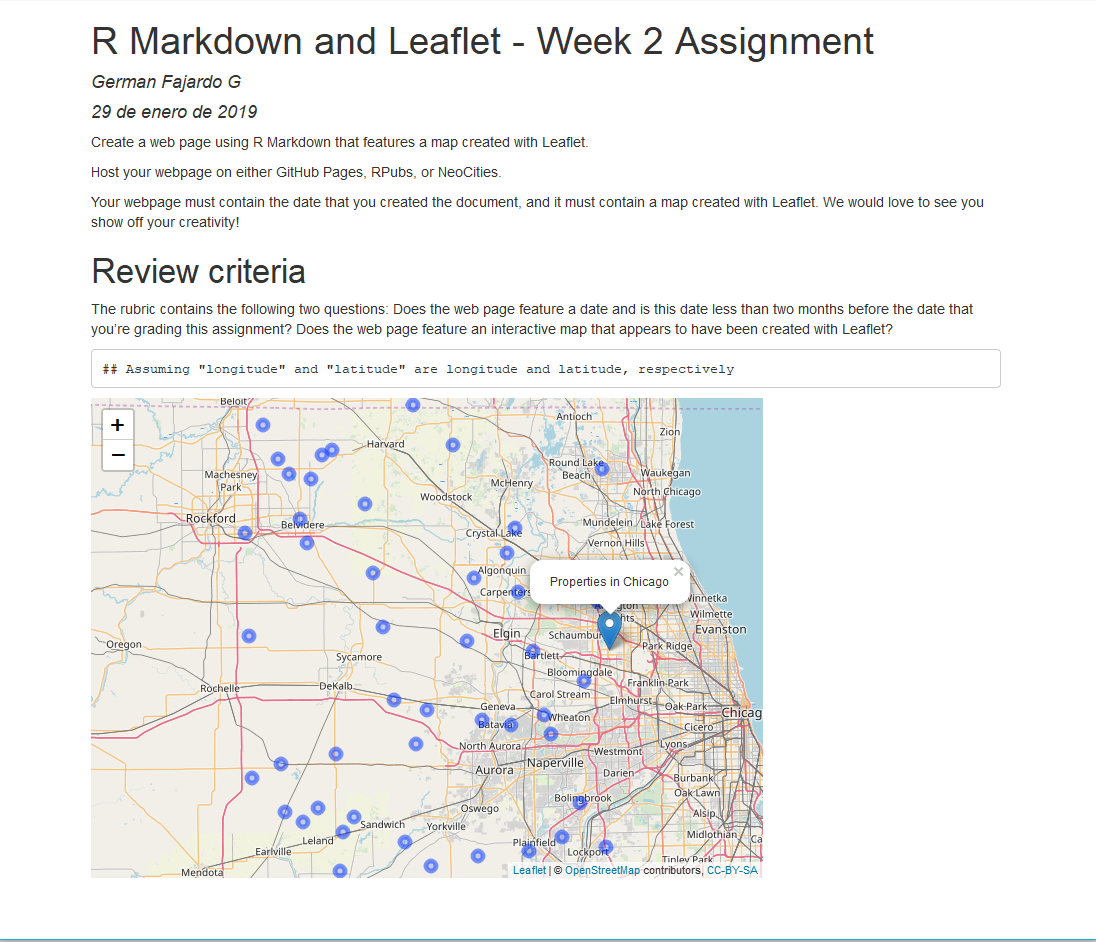 R Markdown and Leaflet - Week 2 Assignment
German Fajardo G
29 de enero de 2019
Create a web page using R Markdown that features a map created with Leaflet.
Host your webpage on either GitHub Pages, RPubs, or NeoCities.
Your webpage must contain the date that you created the document, and it must contain a map created with Leaflet. We would love to see you
show off your creativity!
Review criteria
The rubric contains the following two questions: Does the web page feature a date and is this date less than two months before the date that
you're grading this assignment? Does the web page feature an interactive map that appears to have been created with Leaflet?
## Assuming "longitude" and "latitude" are longitude and latitude, respectively
Beloit
+
−
Antioch
Zion
Harvard
Round Lake
Beach
Machesney
Park
Waukegan
McHenry
North Chicago
Woodstock
Rockford
Belvidere
Mundelein
Lake Forest
Crystal Lake
Vernon Hills
Algonquin
Properties in Chicago ×
Carpenters
Winnetka
Wilmette
Elgin
Schaumbur
Evanston
Oregon
Park Ridge
Sycamore
Bartlett
Bloomingdale
Rochelle
DeKalb
Franklin Park
Carol Stream
Elmhurst
Geneva
Oak Park
Chicag
Batavia
Wheaton
Cicero
North Aurora
Lyons
Westmont
Aurora
Naperville
Darien
Burbank
Oak Lawn
Bolingbrook
Oswego
Alsip
Sandwich
Yorkville
Midlothian
Leland
Plainfield
Ca
Earlville
Lockport
Tinley Park
Mendota
Leaflet | © OpenStreetMap contributors, CC-BY-SA